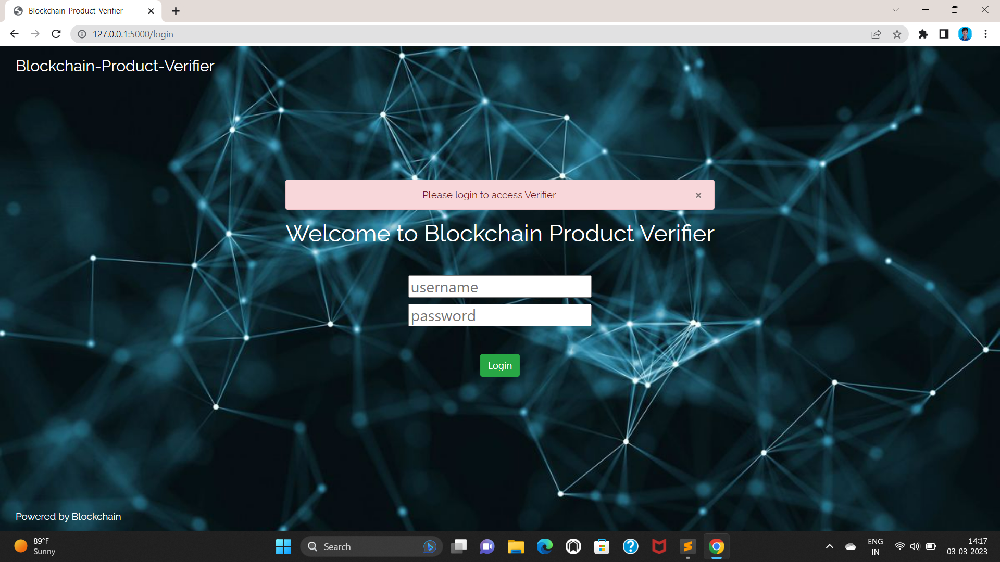 Blockchain-Product-Verifier
127.0.0.1:5000/login
Blockchain-Product-Verifier
Please login to access Verifier
×
Welcome to Blockchain Product Verifier
username
password
Login
Powered by Blockchain
89°F
Sunny
Search
ENG
IN
14:17
03-03-2023